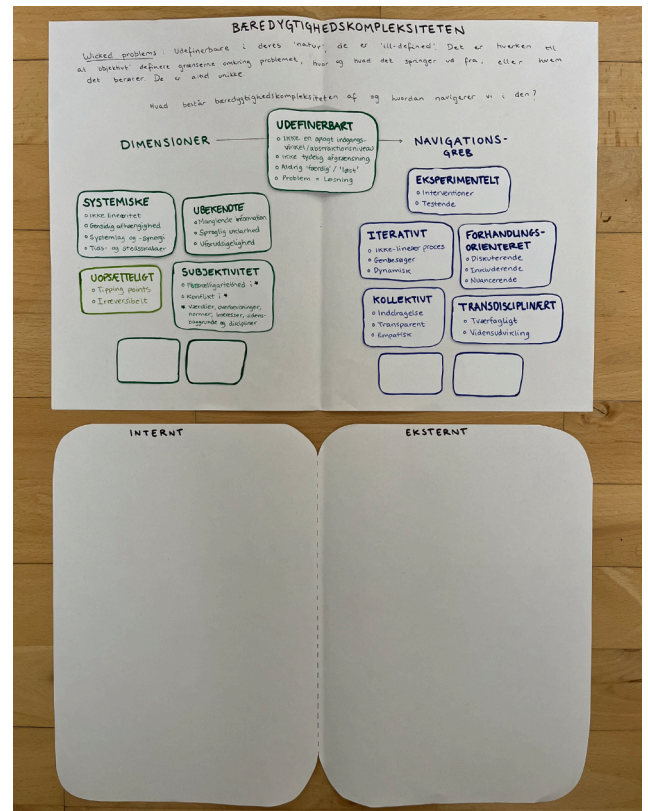 BÆREDYGTIGHEDSKOMPLEKSITETEN
Wicked problems: Udefinerbare i deres 'natur', de er 'ill-defined'. Det er hverken til
at 'objektivt' definere grænserne omkring problemet, hvor og hvad det springer ud fra, eller hvem
det berører. De er altid unikke.
Hvad består bæredygtighedskompleksiteten af og hvordan navigerer vi i den?
DIMENSIONER
UDEFINERBART
o Ikke en oplagt indgangs-
vinkel/abstraktionsniveau
o Ikke tydelig afgrænsning
o Aldrig 'færdig' / 'løst'
o Problem = Løsning
NAVIGATIONS-
GREB
SYSTEMISKE
o Ikke linearitet
o Gensidig afhængighed
o Systemlag og -synergi
o Tids- og stedsskalaer
UBEKENDTE
o Manglende information
o Sproglig uklarhed
o Uforudsigelighed
UOPSÆTTELIGT
o Tipping points
o Irreversibelt
SUBJEKTIVITET
o Forskelligartethed i *
o Konflikt i *
* Værdier, overbevisninger,
normer, interesser, videns-
baggrunde og discipliner
EKSPERIMENTELT
o Interventioner
o Testende
ITERATIVT
o Ikke-lineær proces
o Genbesøger
o Dynamisk
FORHANDLINGS-
ORIENTERET
o Diskuterende
o Inkluderende
o Nuancerende
KOLLEKTIVT
o Inddragelse
o Transparent
o Empatisk
TRANSDISCIPLINÆRT
o Tværfagligt
o Vidensudvikling
INTERNT
EKSTERNT